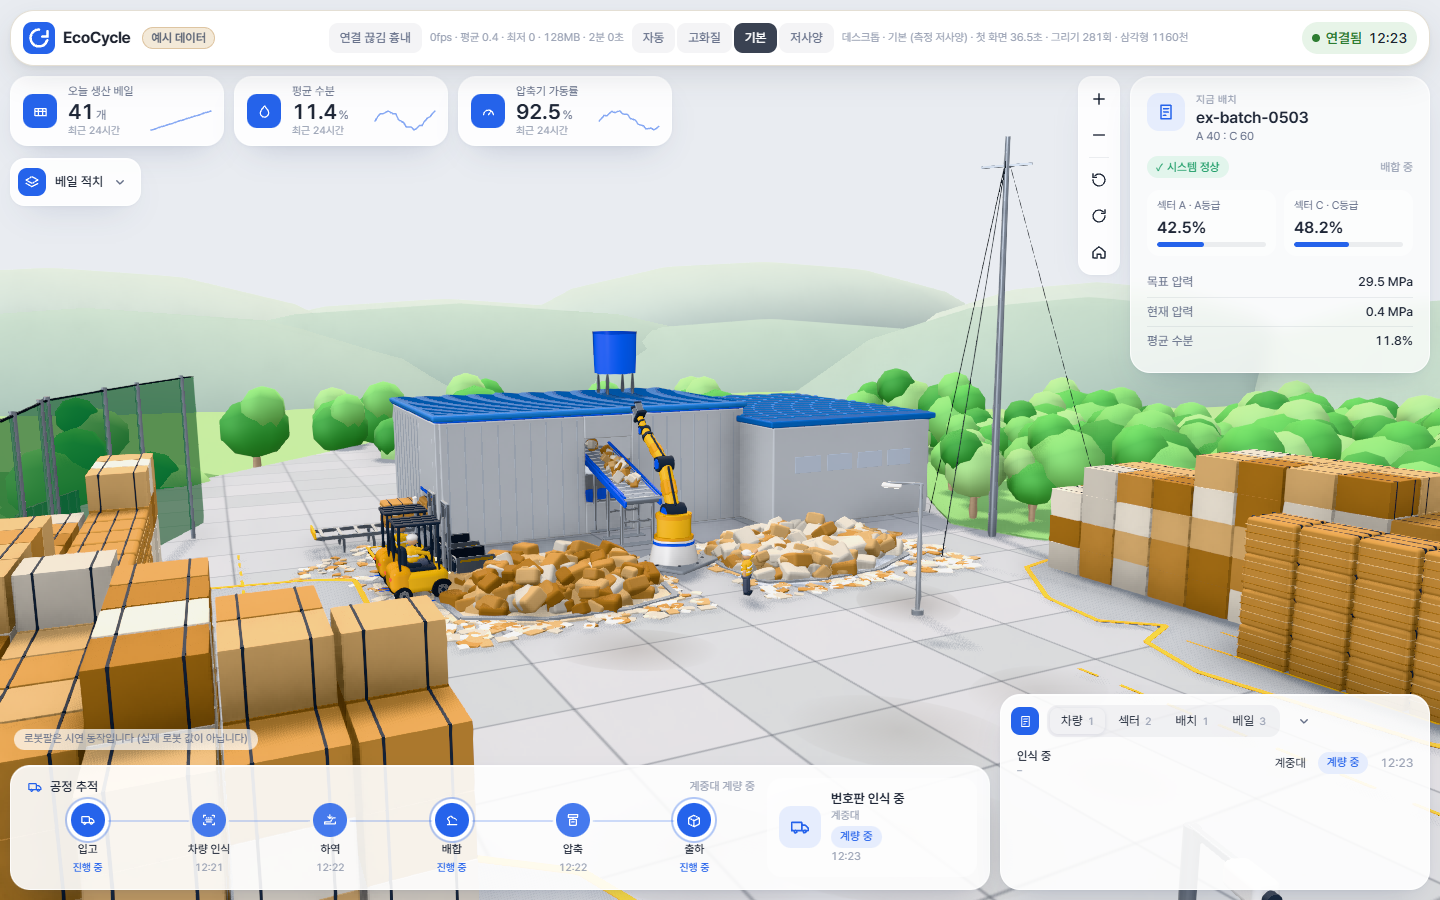 EcoCycle
예시 데이터
연결 끊김 흉내
0fps · 평균 0.4 · 최저 0 · 128MB · 2분 0초
자동
고화질
기본
저사양
데스크톱 · 기본 (측정 저사양) · 첫 화면 36.5초 · 그리기 281회 · 삼각형 1160천
연결됨 12:23
오늘 생산 베일
41개
최근 24시간
평균 수분
11.4%
최근 24시간
압축기 가동률
92.5%
최근 24시간
베일 적치
지금 배치
ex-batch-0503
A 40 : C 60
✓ 시스템 정상
배합 중
섹터 A · A등급
42.5%
섹터 C · C등급
48.2%
목표 압력 29.5 MPa
현재 압력 0.4 MPa
평균 수분 11.8%
로봇팔은 시연 동작입니다 (실제 로봇 값이 아닙니다)
공정 추적
계중대 계량 중
입고
진행 중
차량 인식
12:21
하역
12:22
배합
진행 중
압축
12:22
출하
진행 중
번호판 인식 중
계중대
계량 중
12:23
차량 1
섹터 2
배치 1
베일 3
인식 중
–
계중대
계량 중
12:23